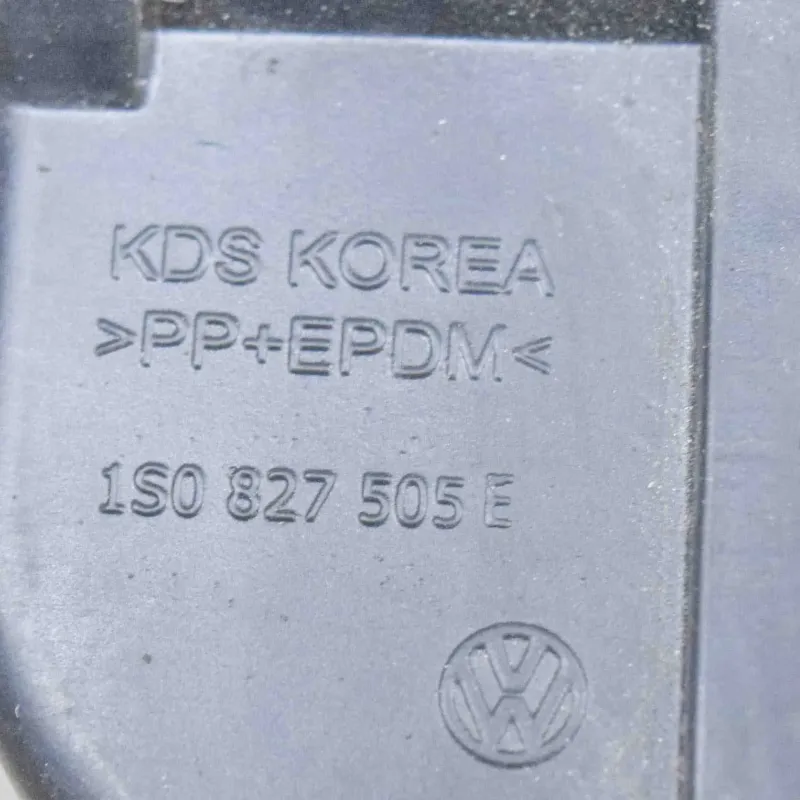 KDS KOREA
>PP+EPDM<
1S0 827 505 E